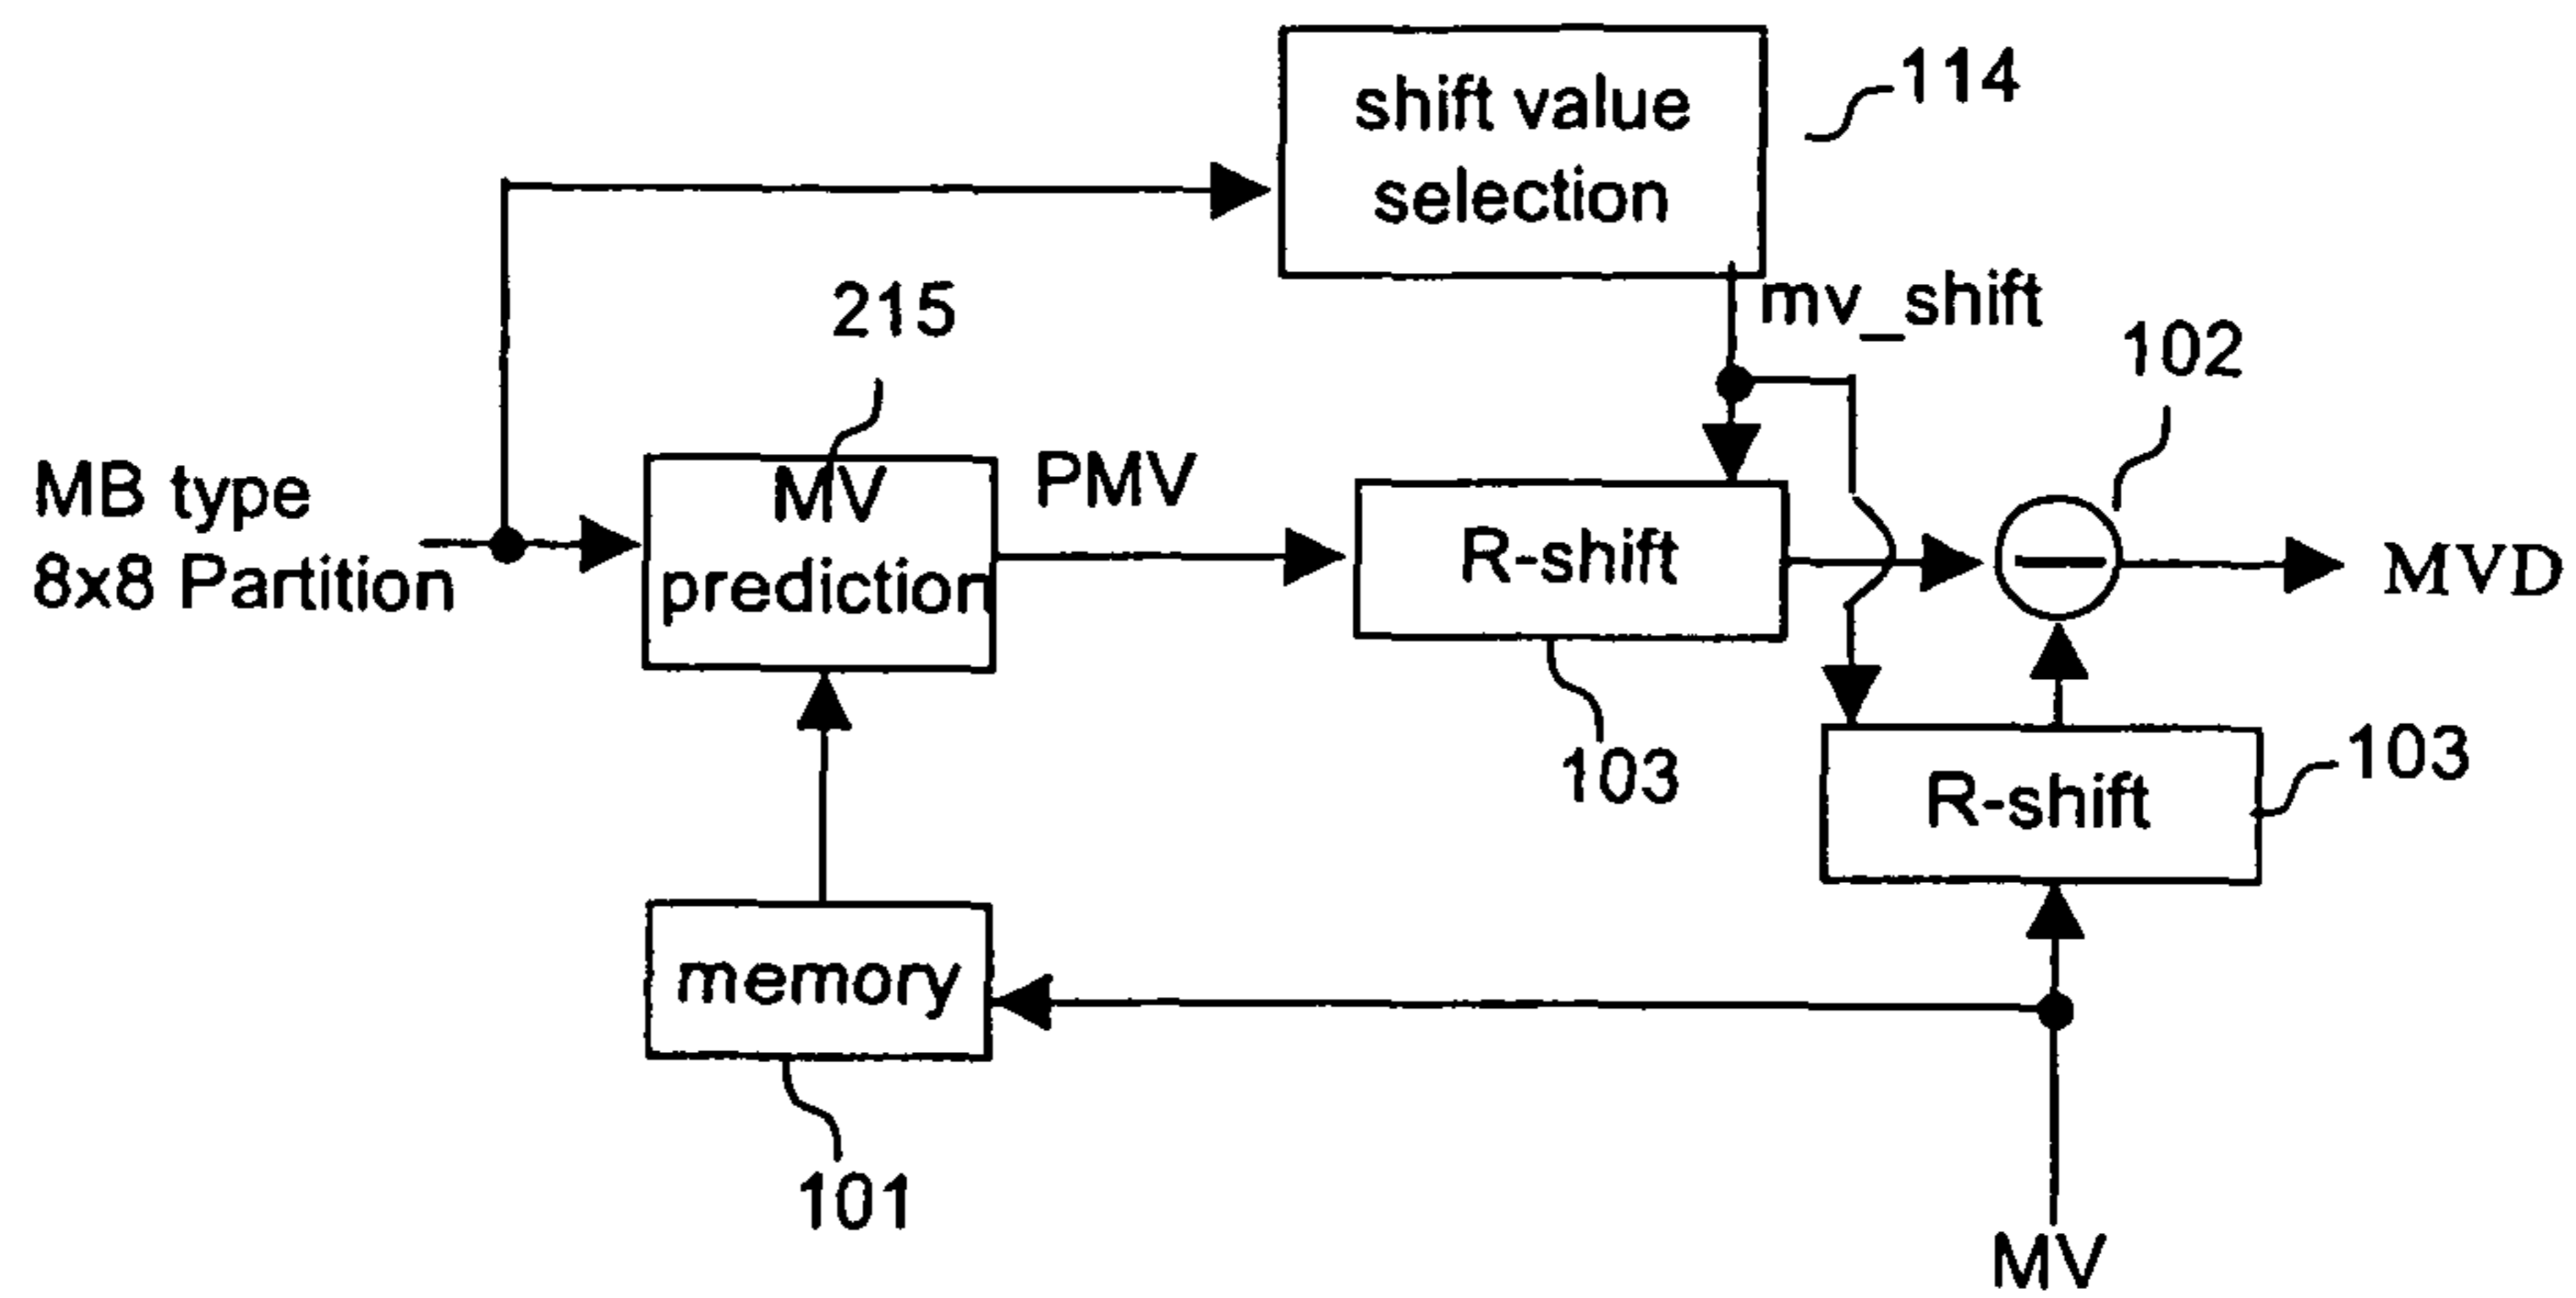 shift value
selection
114
mv_shift
215
102
MB type
8x8 Partition
MV
prediction
PMV
R-shift
MVD
103
R-shift
103
memory
101
MV